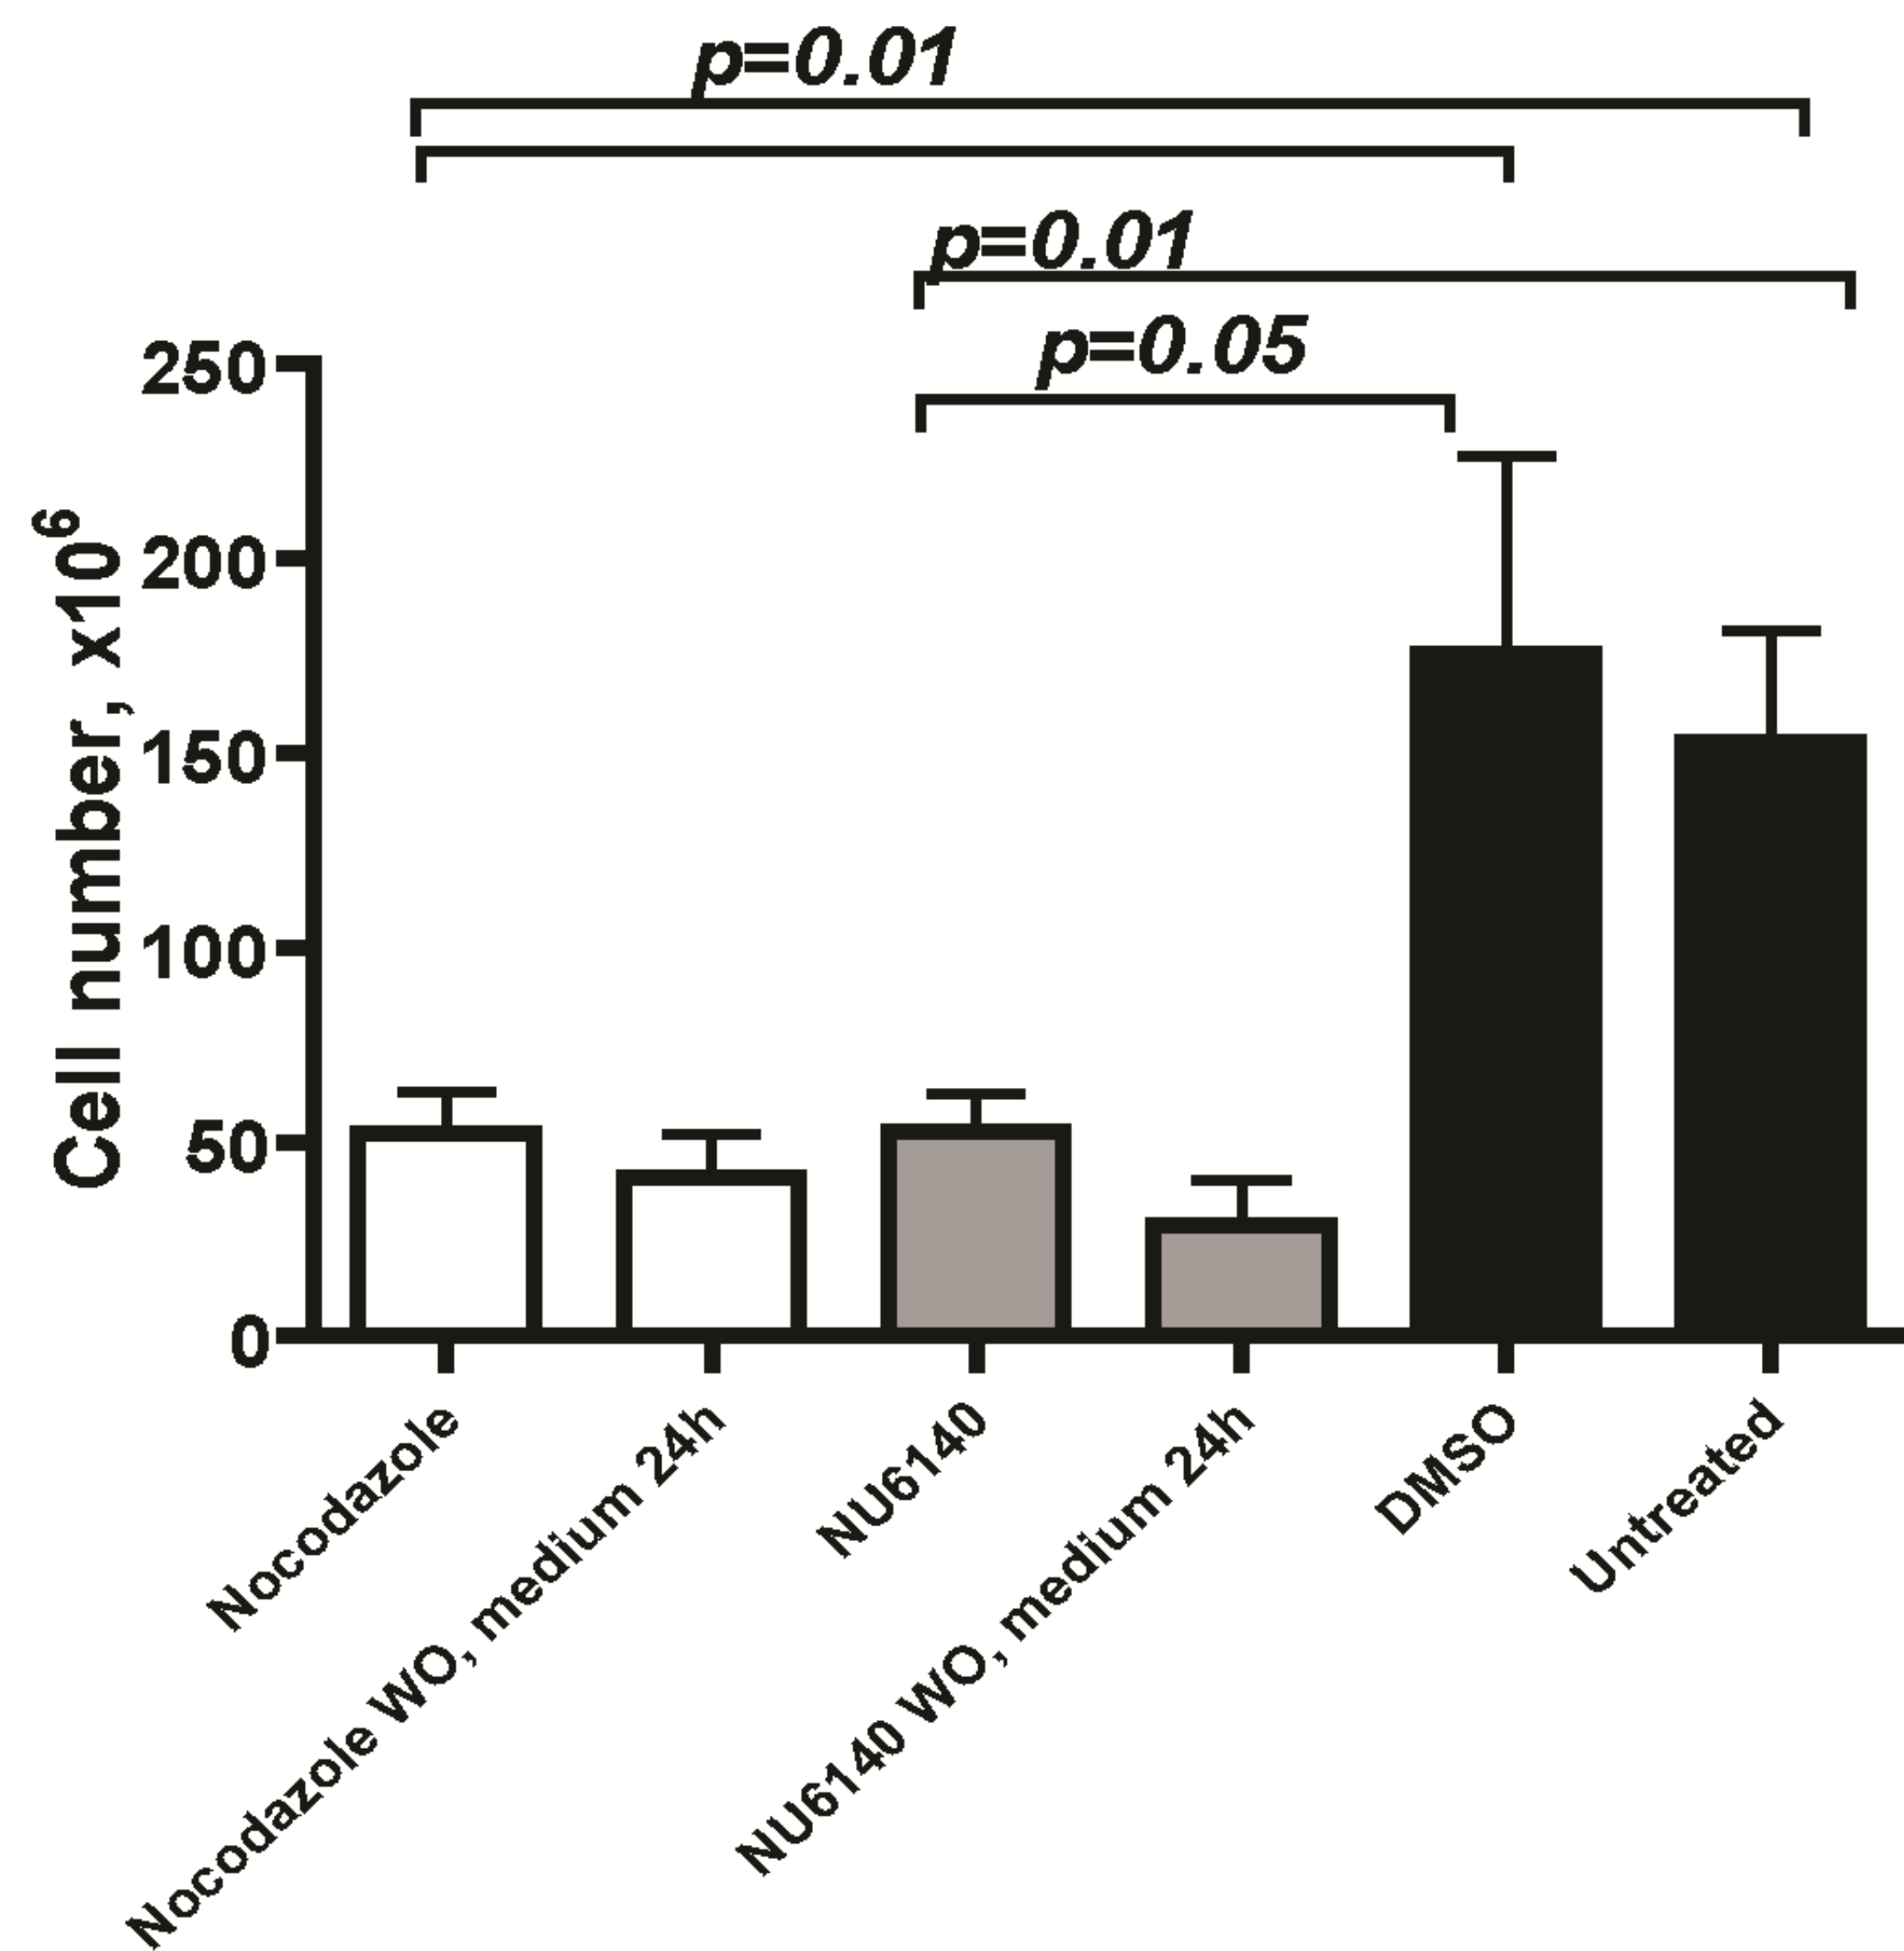 p=0.01
p=0.01
p=0.05
250
200
150
100
50
0
Cell number, x10⁶
Nocodazole
Nocodazole WO, medium 24h
NU6140
NU6140 WO, medium 24h
DMSO
Untreated